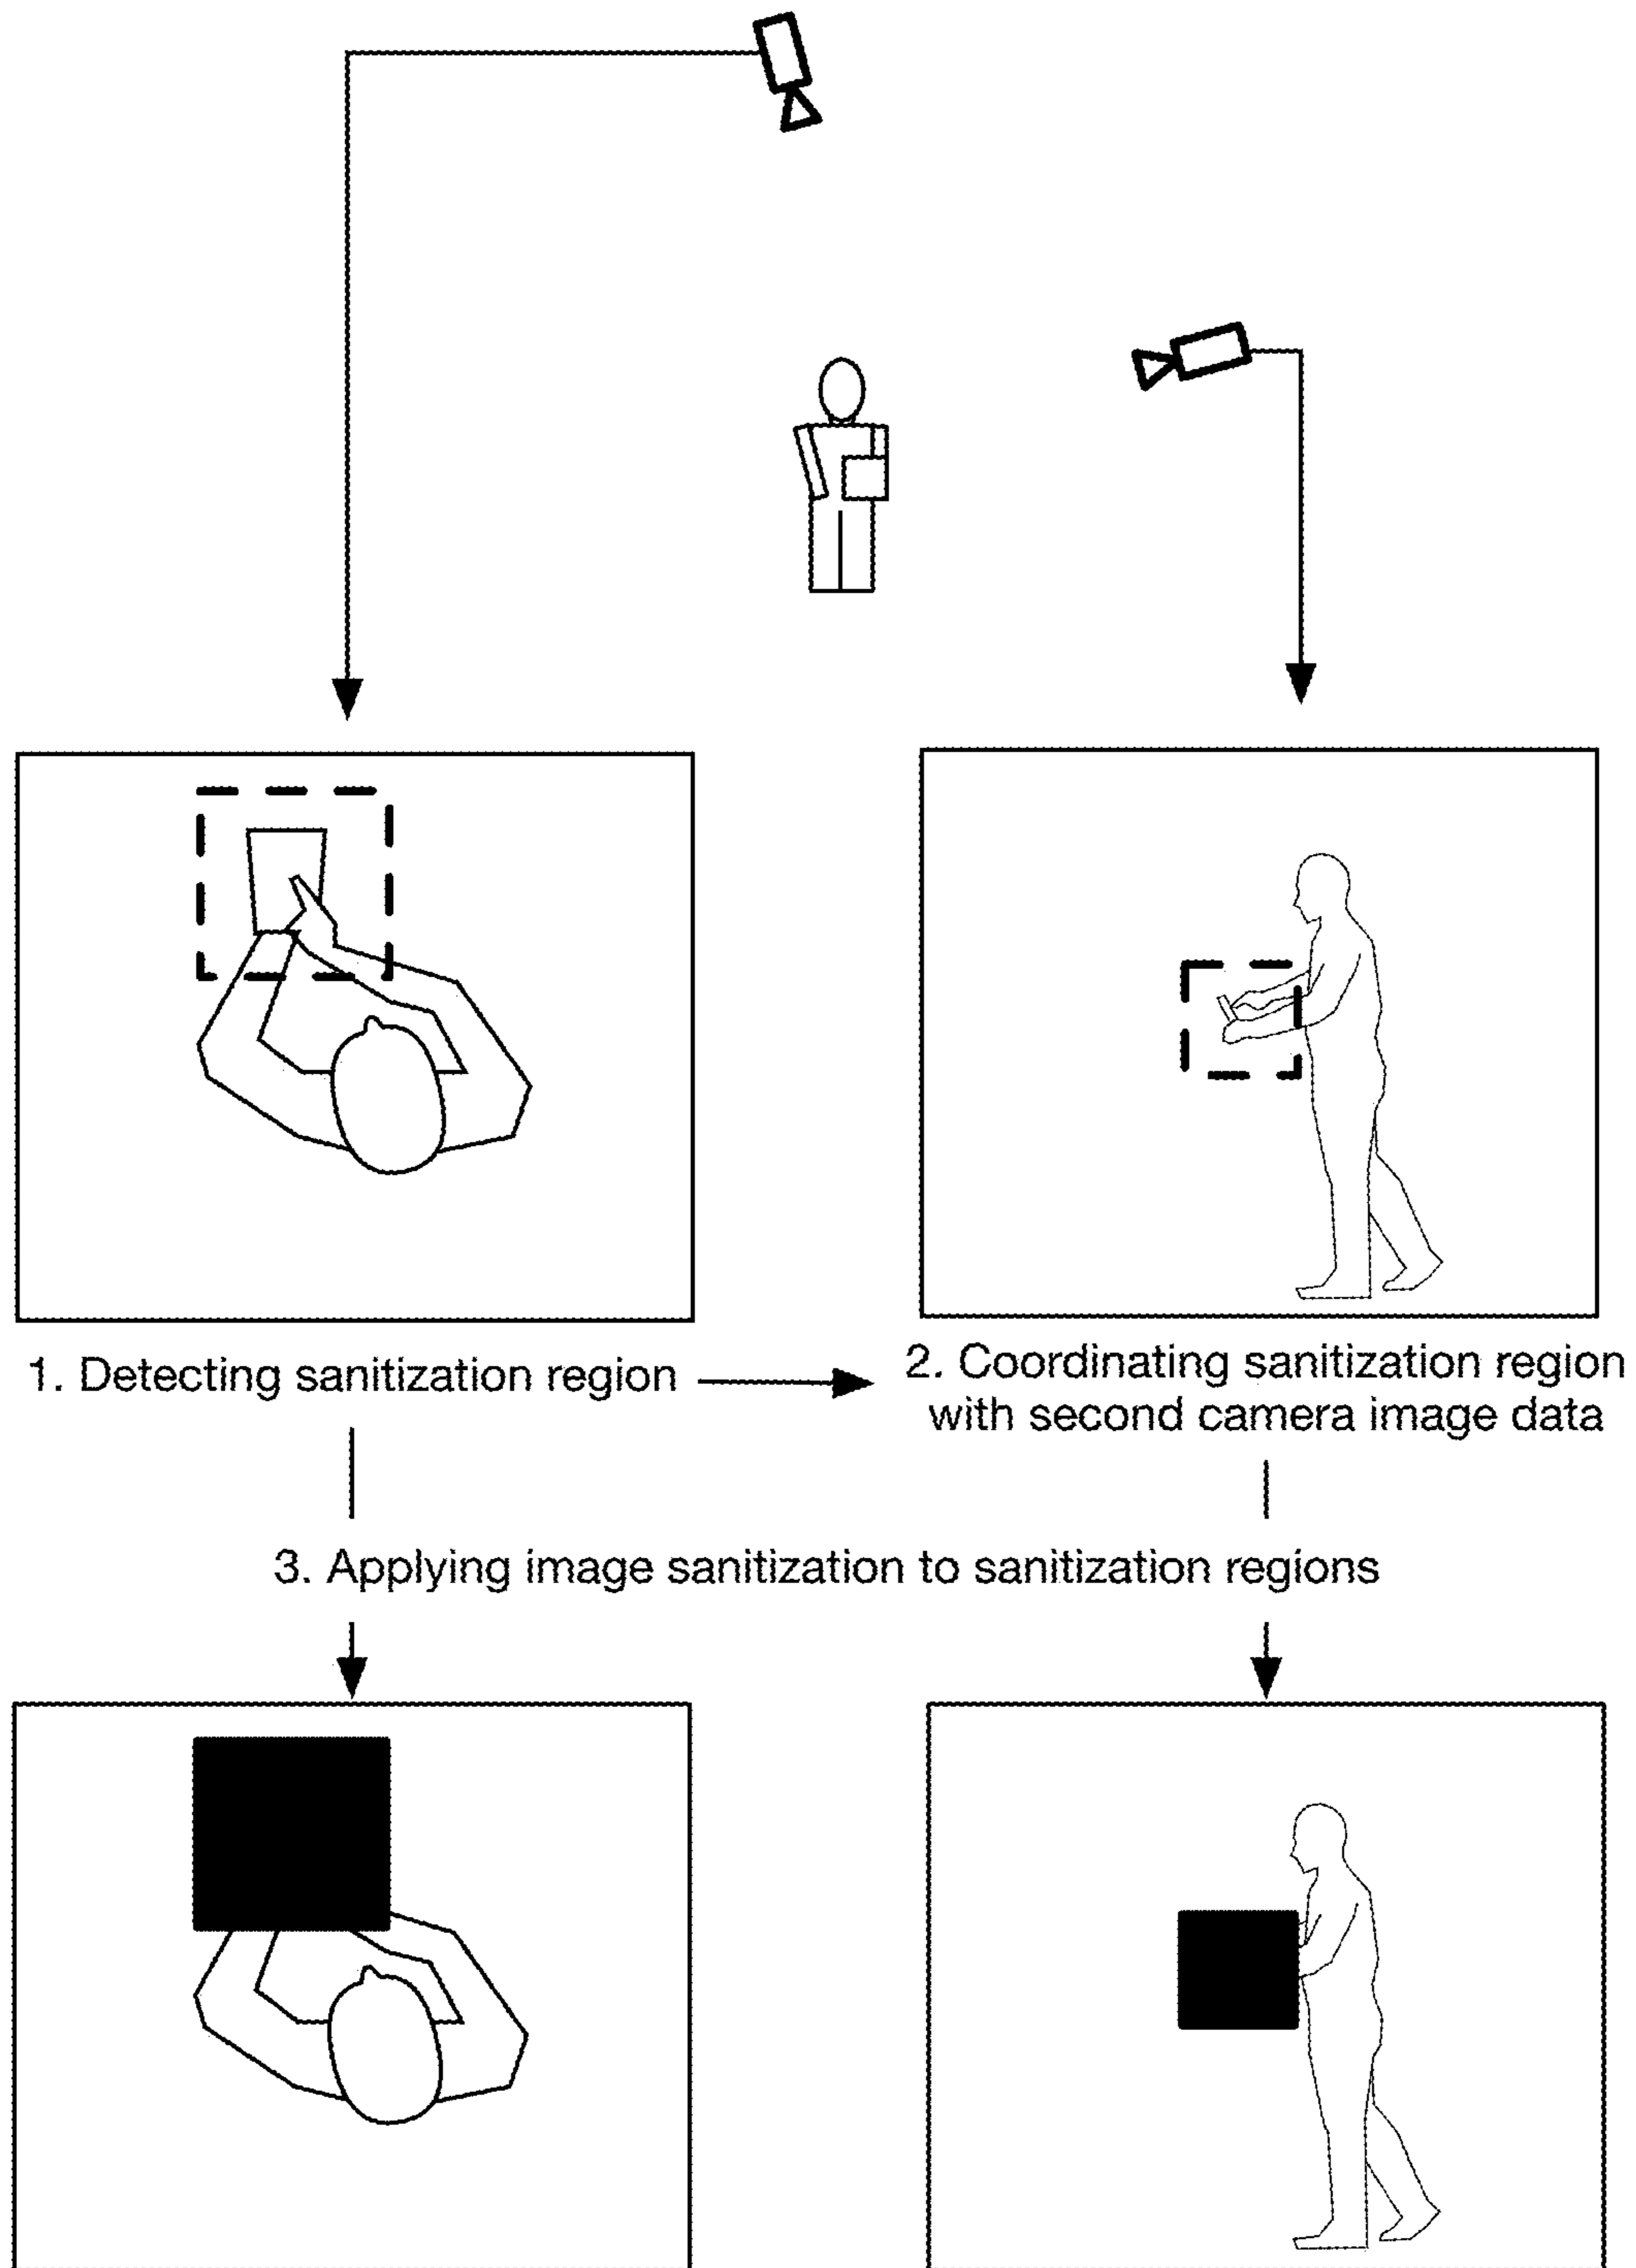 1. Detecting sanitization region
2. Coordinating sanitization region
with second camera image data
3. Applying image sanitization to sanitization regions